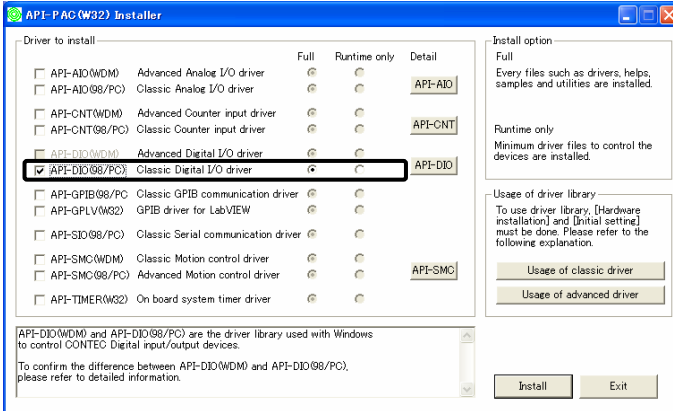 API-PAC(W32) Installer
Driver to install
Full Runtime only Detail
API-AIO(WDM) Advanced Analog I/O driver
API-AIO(98/PC) Classic Analog I/O driver
API-AIO
API-CNT(WDM) Advanced Counter input driver
API-CNT(98/PC) Classic Counter input driver
API-CNT
API-DIO(WDM) Advanced Digital I/O driver
API-DIO(98/PC) Classic Digital I/O driver
API-DIO
API-GPIB(98/PC Classic GPIB communication driver
API-GPLV(W32) GPIB driver for LabVIEW
API-SIO(98/PC) Classic Serial communication driver
API-SMC(WDM) Classic Motion control driver
API-SMC(98/PC) Advanced Motion control driver
API-SMC
API-TIMER(W32) On board system timer driver
Install option
Full
Every files such as drivers, helps,
samples and utilities are installed.
Runtime only
Minimum driver files to control the
devices are installed.
Usage of driver library
To use driver library, [Hardware
installation] and [Initial setting]
must be done. Please refer to the
following explanation.
Usage of classic driver
Usage of advanced driver
API-DIO(WDM) and API-DIO(98/PC) are the driver library used with Windows
to control CONTEC Digital input/output devices.
To confirm the difference between API-DIO(WDM) and API-DIO(98/PC),
please refer to detailed information.
Install Exit